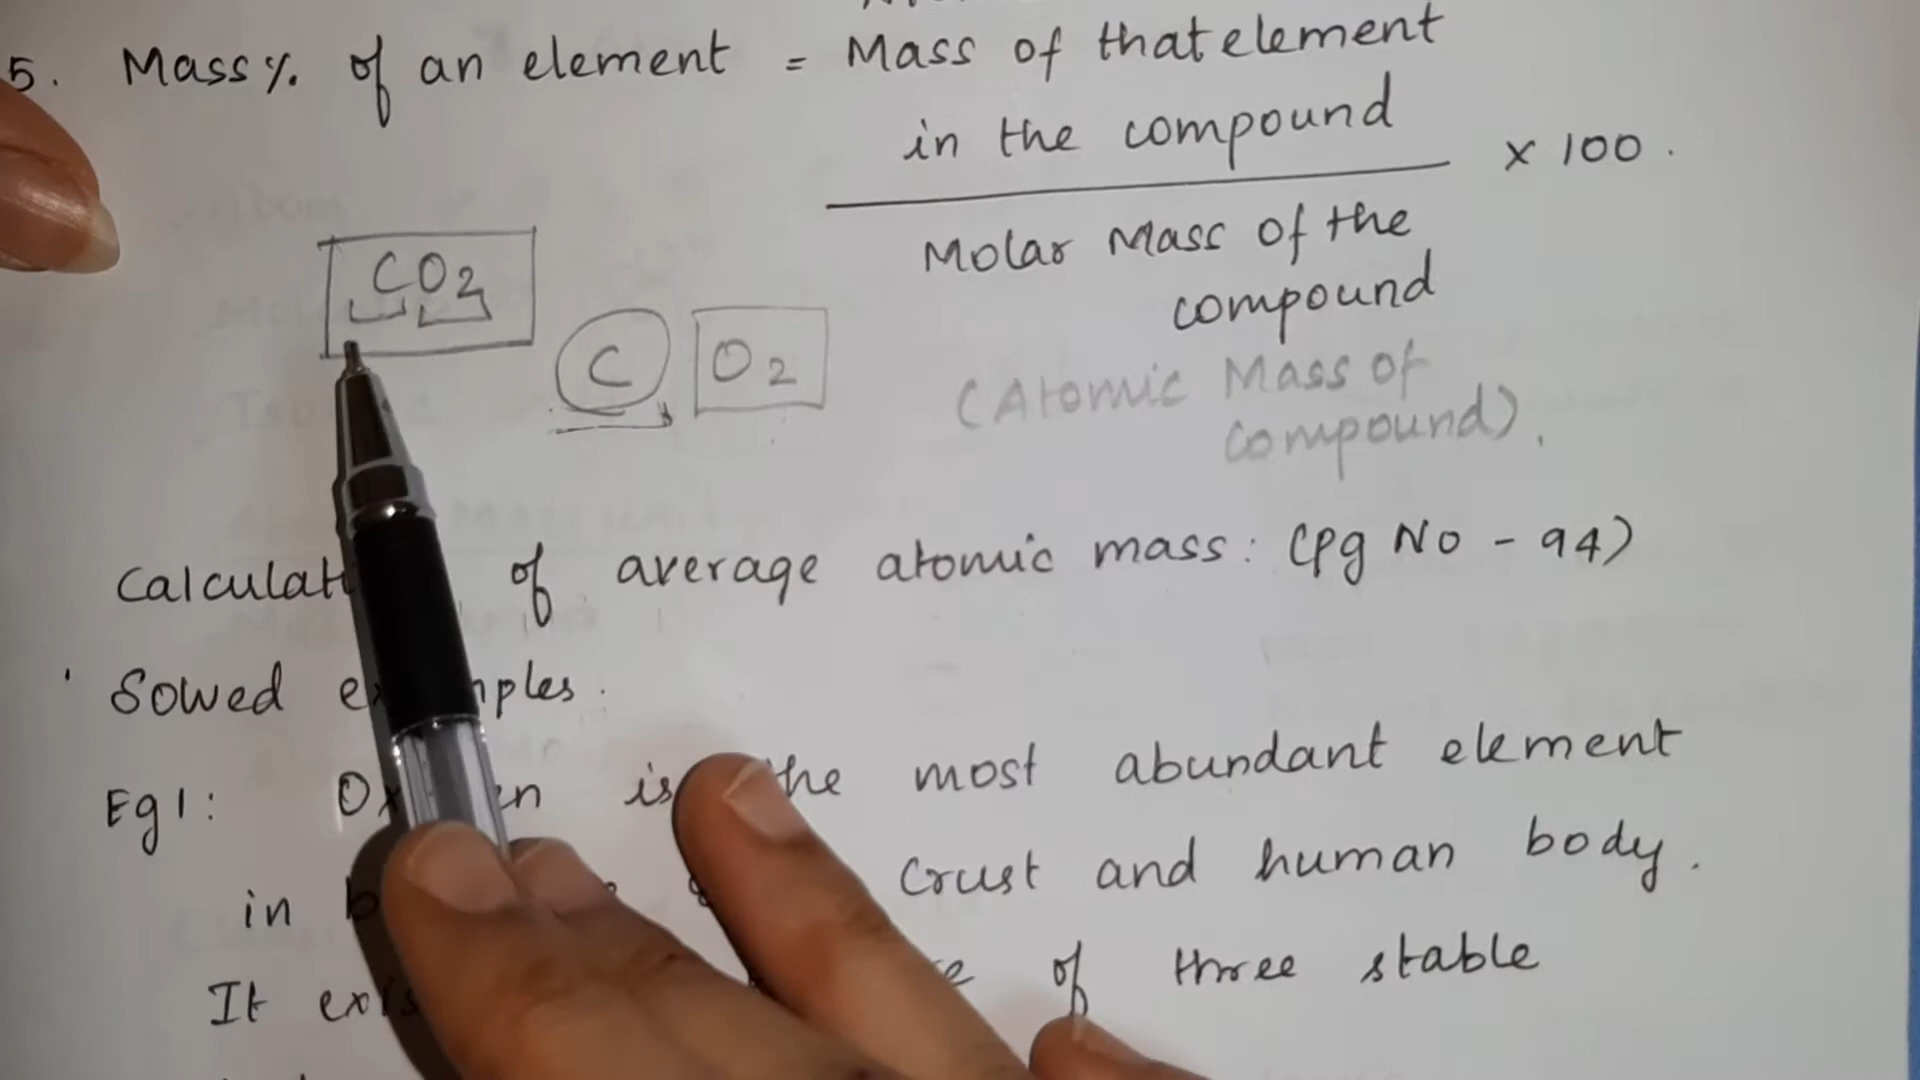 5. Mass % of an element = Mass of that element
in the compound
x 100.
Molar Mass of the
compound
CO2
C O2
(Atomic Mass of
compound).
of average atomic mass: (pg No - 94)
Solved
Eg1: is the most abundant element
in crust and human body.
It of three stable